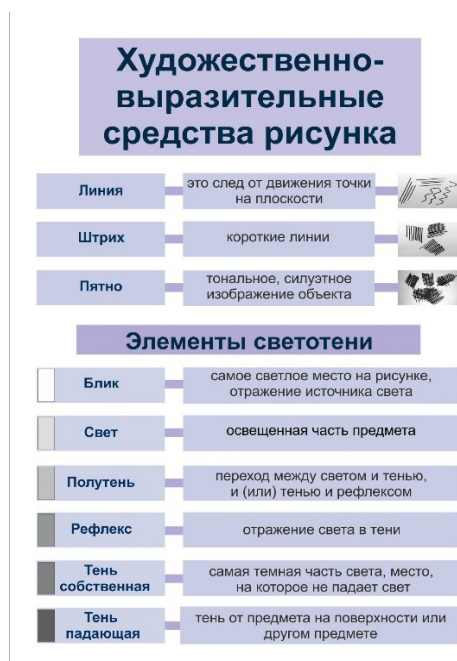 Художественно-
выразительные
средства рисунка
Линия
это след от движения точки
на плоскости
Штрих
короткие линии
Пятно
тональное, силуэтное
изображение объекта
Элементы светотени
Блик
самое светлое место на рисунке,
отражение источника света
Свет
освещенная часть предмета
Полутень
переход между светом и тенью,
и (или) тенью и рефлексом
Рефлекс
отражение света в тени
Тень
собственная
самая темная часть света, место,
на которое не падает свет
Тень
падающая
тень от предмета на поверхности или
другом предмете